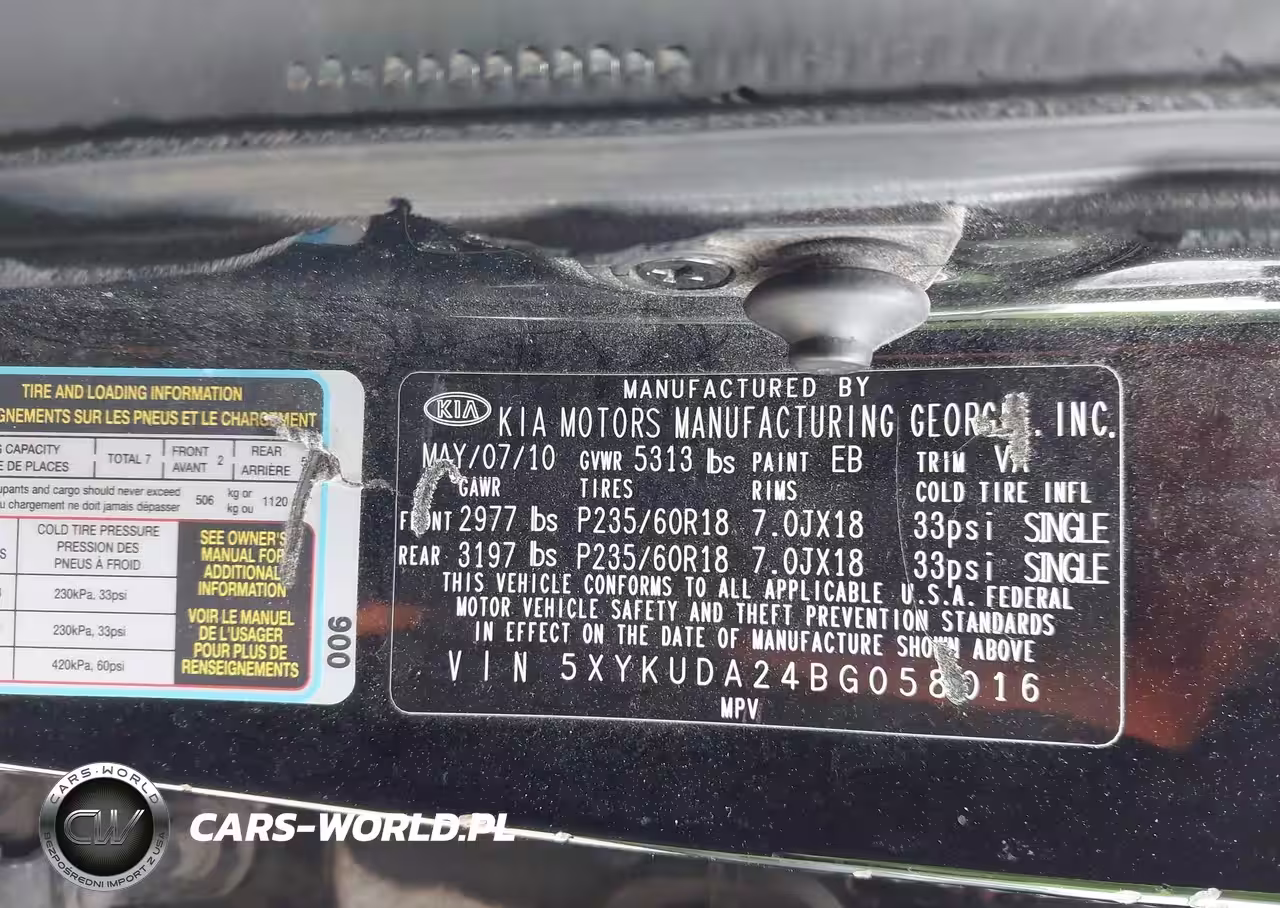 TIRE AND LOADING INFORMATION
GNEMENTS SUR LES PNEUS ET LE CHARGEMENT
CAPACITY
E DE PLACES
TOTAL 7
FRONT
AVANT 2
REAR
ARRIÈRE
upants and cargo should never exceed
u chargement ne doit jamais dépasser
506
kg or
kg ou
1120
COLD TIRE PRESSURE
PRESSION DES
PNEUS À FROID
230kPa, 33psi
230kPa, 33psi
420kPa, 60psi
SEE OWNER'S
MANUAL FOR
ADDITIONAL
INFORMATION
VOIR LE MANUEL
DE L'USAGER
POUR PLUS DE
RENSEIGNEMENTS
006
MANUFACTURED BY
KIA KIA MOTORS MANUFACTURING GEORGIA. INC.
MAY/07/10 GVWR 5313 lbs PAINT EB TRIM
GAWR TIRES RIMS COLD TIRE INFL
FRONT 2977 lbs P235/60R18 7.0JX18 33psi SINGLE
REAR 3197 lbs P235/60R18 7.0JX18 33psi SINGLE
THIS VEHICLE CONFORMS TO ALL APPLICABLE U.S.A. FEDERAL
MOTOR VEHICLE SAFETY AND THEFT PREVENTION STANDARDS
IN EFFECT ON THE DATE OF MANUFACTURE SHOWN ABOVE
VIN 5XYKUDA24BG058016
MPV
CARS-WORLD
CW
BEZPOŚREDNI IMPORT Z USA
CARS-WORLD.PL